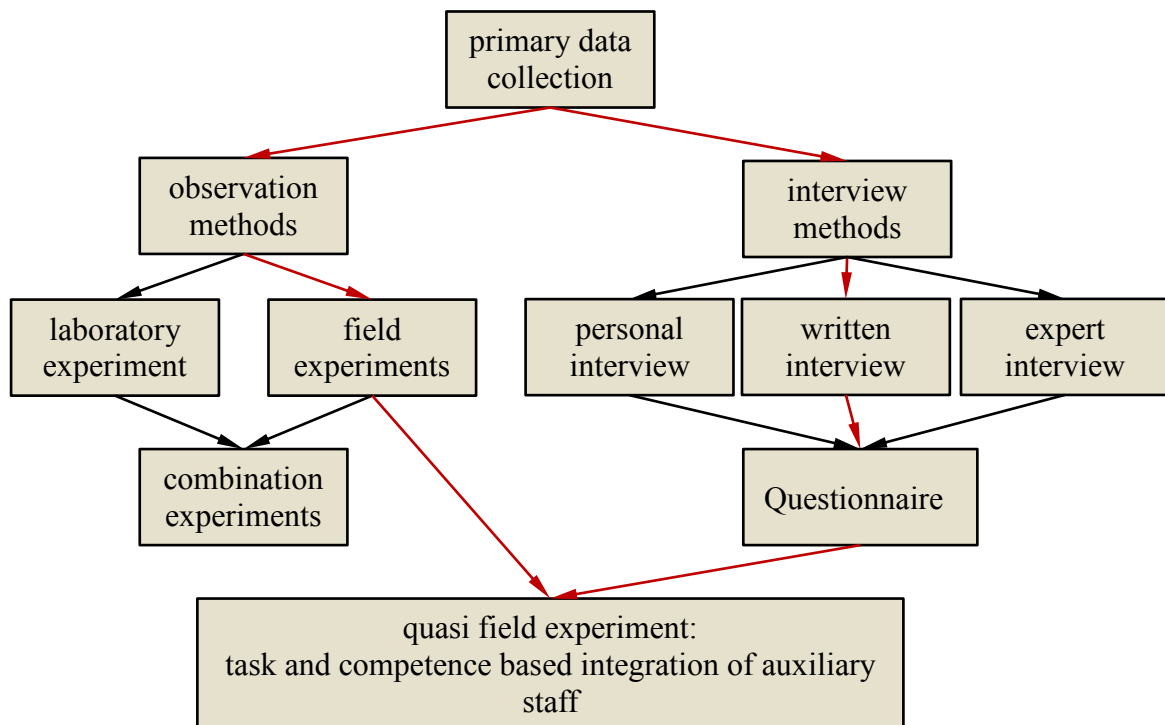 primary data
collection
observation
methods
interview
methods
laboratory
experiment
field
experiments
personal
interview
written
interview
expert
interview
combination
experiments
Questionnaire
quasi field experiment:
task and competence based integration of auxiliary
staff